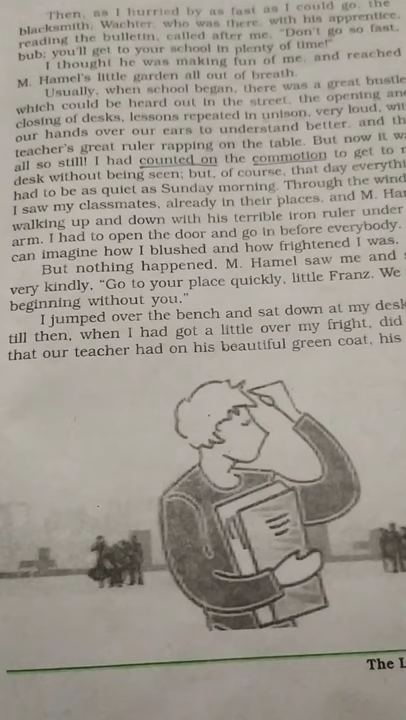 Then, as I hurried by as fast as I could go, the
blacksmith, Wachter, who was there, with his apprentice,
reading the bulletin, called after me, "Don't go so fast,
bub; you'll get to your school in plenty of time!"
I thought he was making fun of me, and reached
M. Hamel's little garden all out of breath.
Usually, when school began, there was a great bustle
which could be heard out in the street, the opening and
closing of desks, lessons repeated in unison, very loud, wit
our hands over our ears to understand better, and th
teacher's great ruler rapping on the table. But now it wa
all so still! I had counted on the commotion to get to
desk without being seen; but, of course, that day everythi
had to be as quiet as Sunday morning. Through the wind
I saw my classmates, already in their places, and M. Ham
walking up and down with his terrible iron ruler under
arm. I had to open the door and go in before everybody.
can imagine how I blushed and how frightened I was.
But nothing happened. M. Hamel saw me and
very kindly, "Go to your place quickly, little Franz. We
beginning without you."
I jumped over the bench and sat down at my desk
till then, when I had got a little over my fright, did
that our teacher had on his beautiful green coat, his
The L